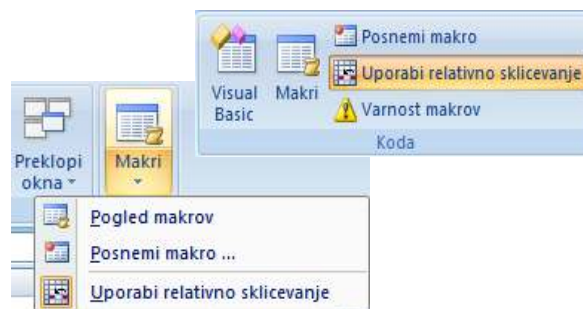 Visual
Basic
Makri
Posnemi makro
Uporabi relativno sklicevanje
Varnost makrov
Koda
Preklopi
okna
Makri
Pogled makrov
Posnemi makro ...
Uporabi relativno sklicevanje